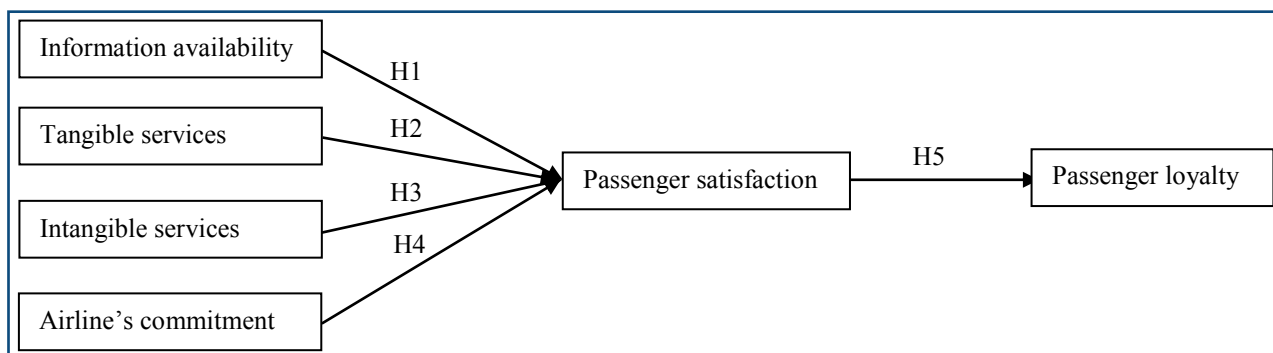 Information availability
H1
Tangible services
H2
Passenger satisfaction
H5
Passenger loyalty
H3
Intangible services
H4
Airline’s commitment